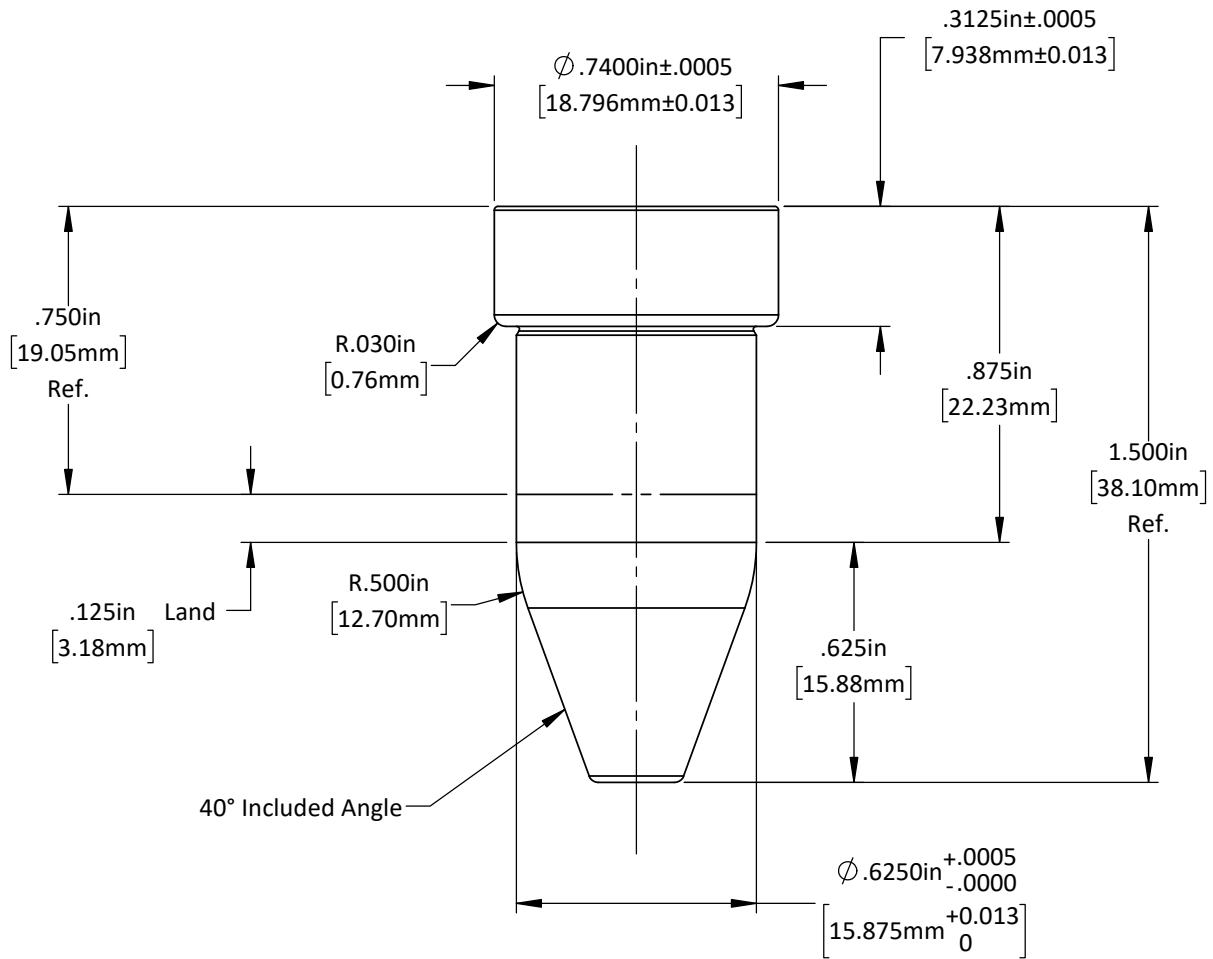 .3125in±.0005
[7.938mm±0.013]
⌀.7400in±.0005
[18.796mm±0.013]
.750in
[19.05mm]
Ref.
R.030in
[0.76mm]
.875in
[22.23mm]
1.500in
[38.10mm]
Ref.
R.500in
[12.70mm]
.125in Land
[3.18mm]
.625in
[15.88mm]
40° Included Angle
⌀.6250in +.0005
-.0000
[15.875mm +0.013
0]